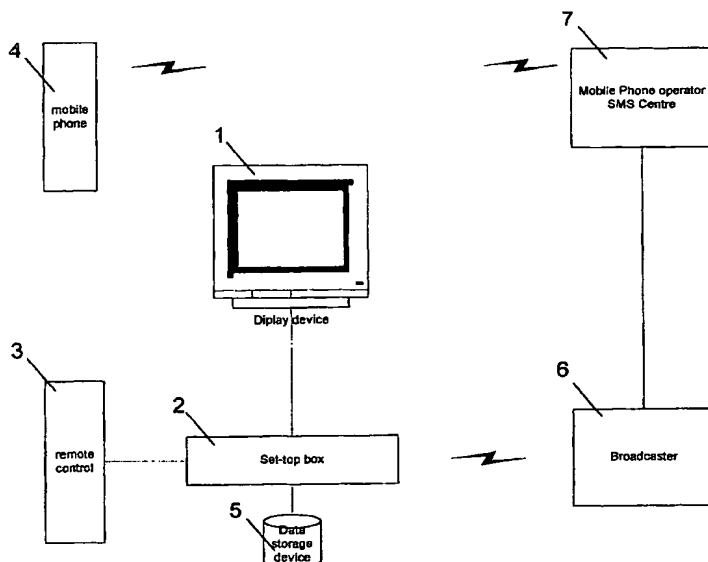 4
mobile
phone
7
Mobile Phone operator
SMS Centre
1
Diplay device
3
remote
control
2
Set-top box
5
Data
storage
device
6
Broadcaster